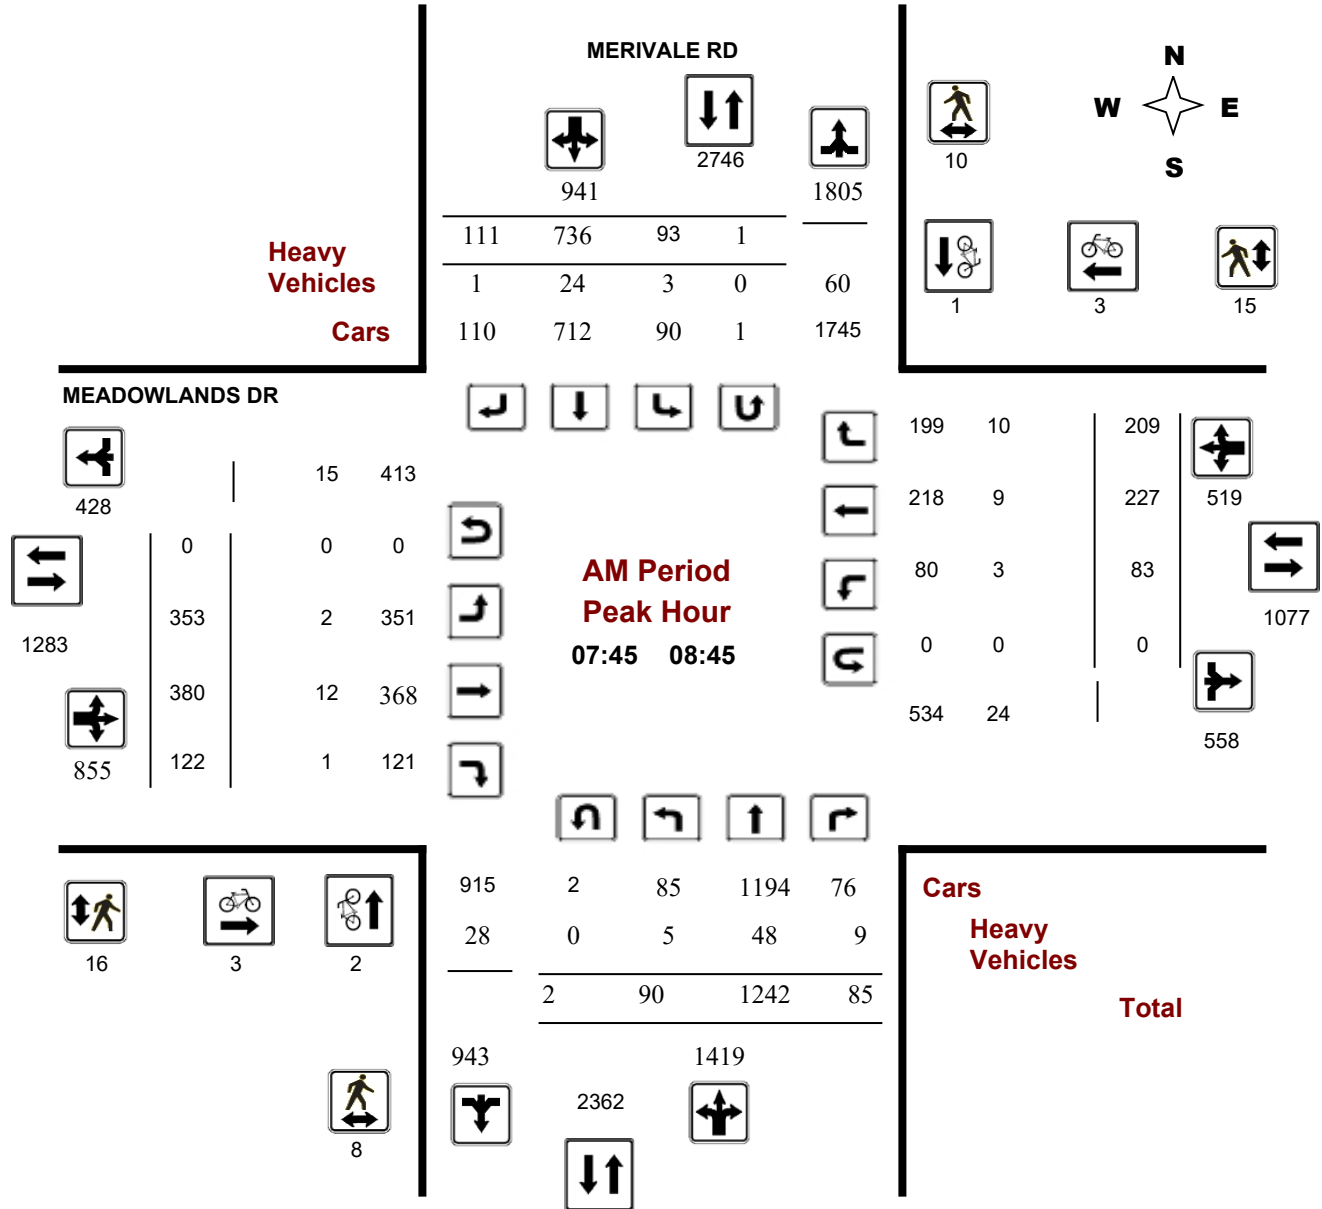 MERIVALE RD
N
W E
S
2746
10
941 1805
111 736 93 1
Heavy
Vehicles
1 24 3 0 60
1 3 15
Cars
110 712 90 1 1745
MEADOWLANDS DR
199 10 209
15 413
428
218 9 227 519
0 0 0
AM Period
80 3 83
Peak Hour
353 2 351
1077
1283
07:45 08:45
0 0 0
380 12 368
534 24
558
855 122 1 121
915 2 85 1194 76
Cars
28 0 5 48 9
Heavy
Vehicles
16 3 2
2 90 1242 85
Total
943 1419
2362
8